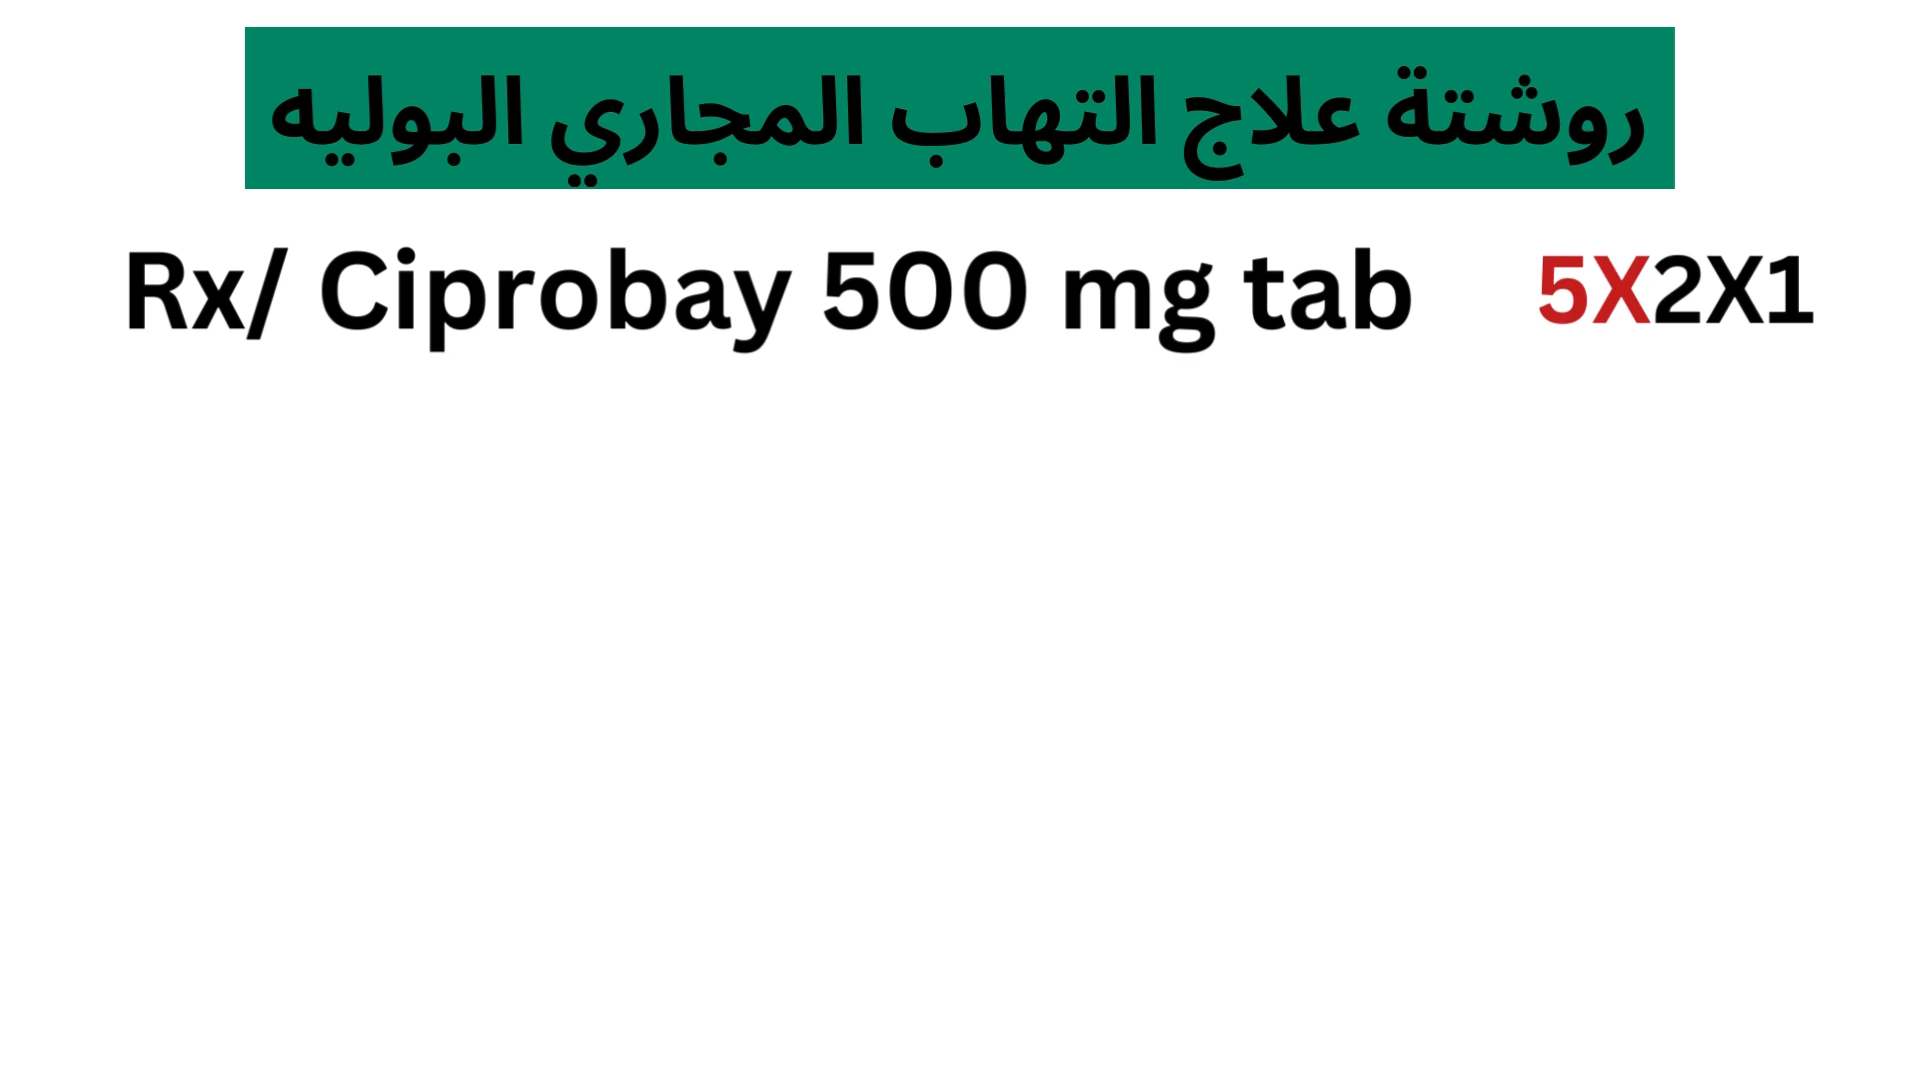 روشتة علاج التهاب المجاري البوليه
Rx/ Ciprobay 500 mg tab 5X2X1